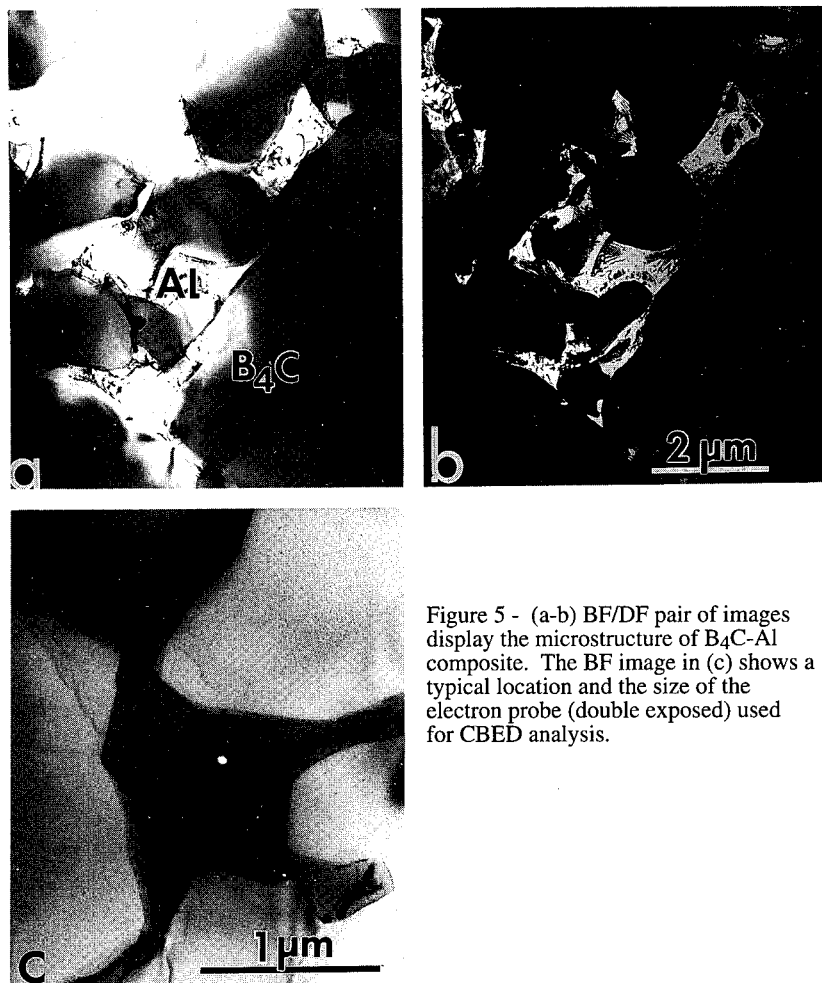 Al
B₄C
a
b
2 μm
c
1 μm
Figure 5 - (a-b) BF/DF pair of images
display the microstructure of B₄C-Al
composite. The BF image in (c) shows a
typical location and the size of the
electron probe (double exposed) used
for CBED analysis.